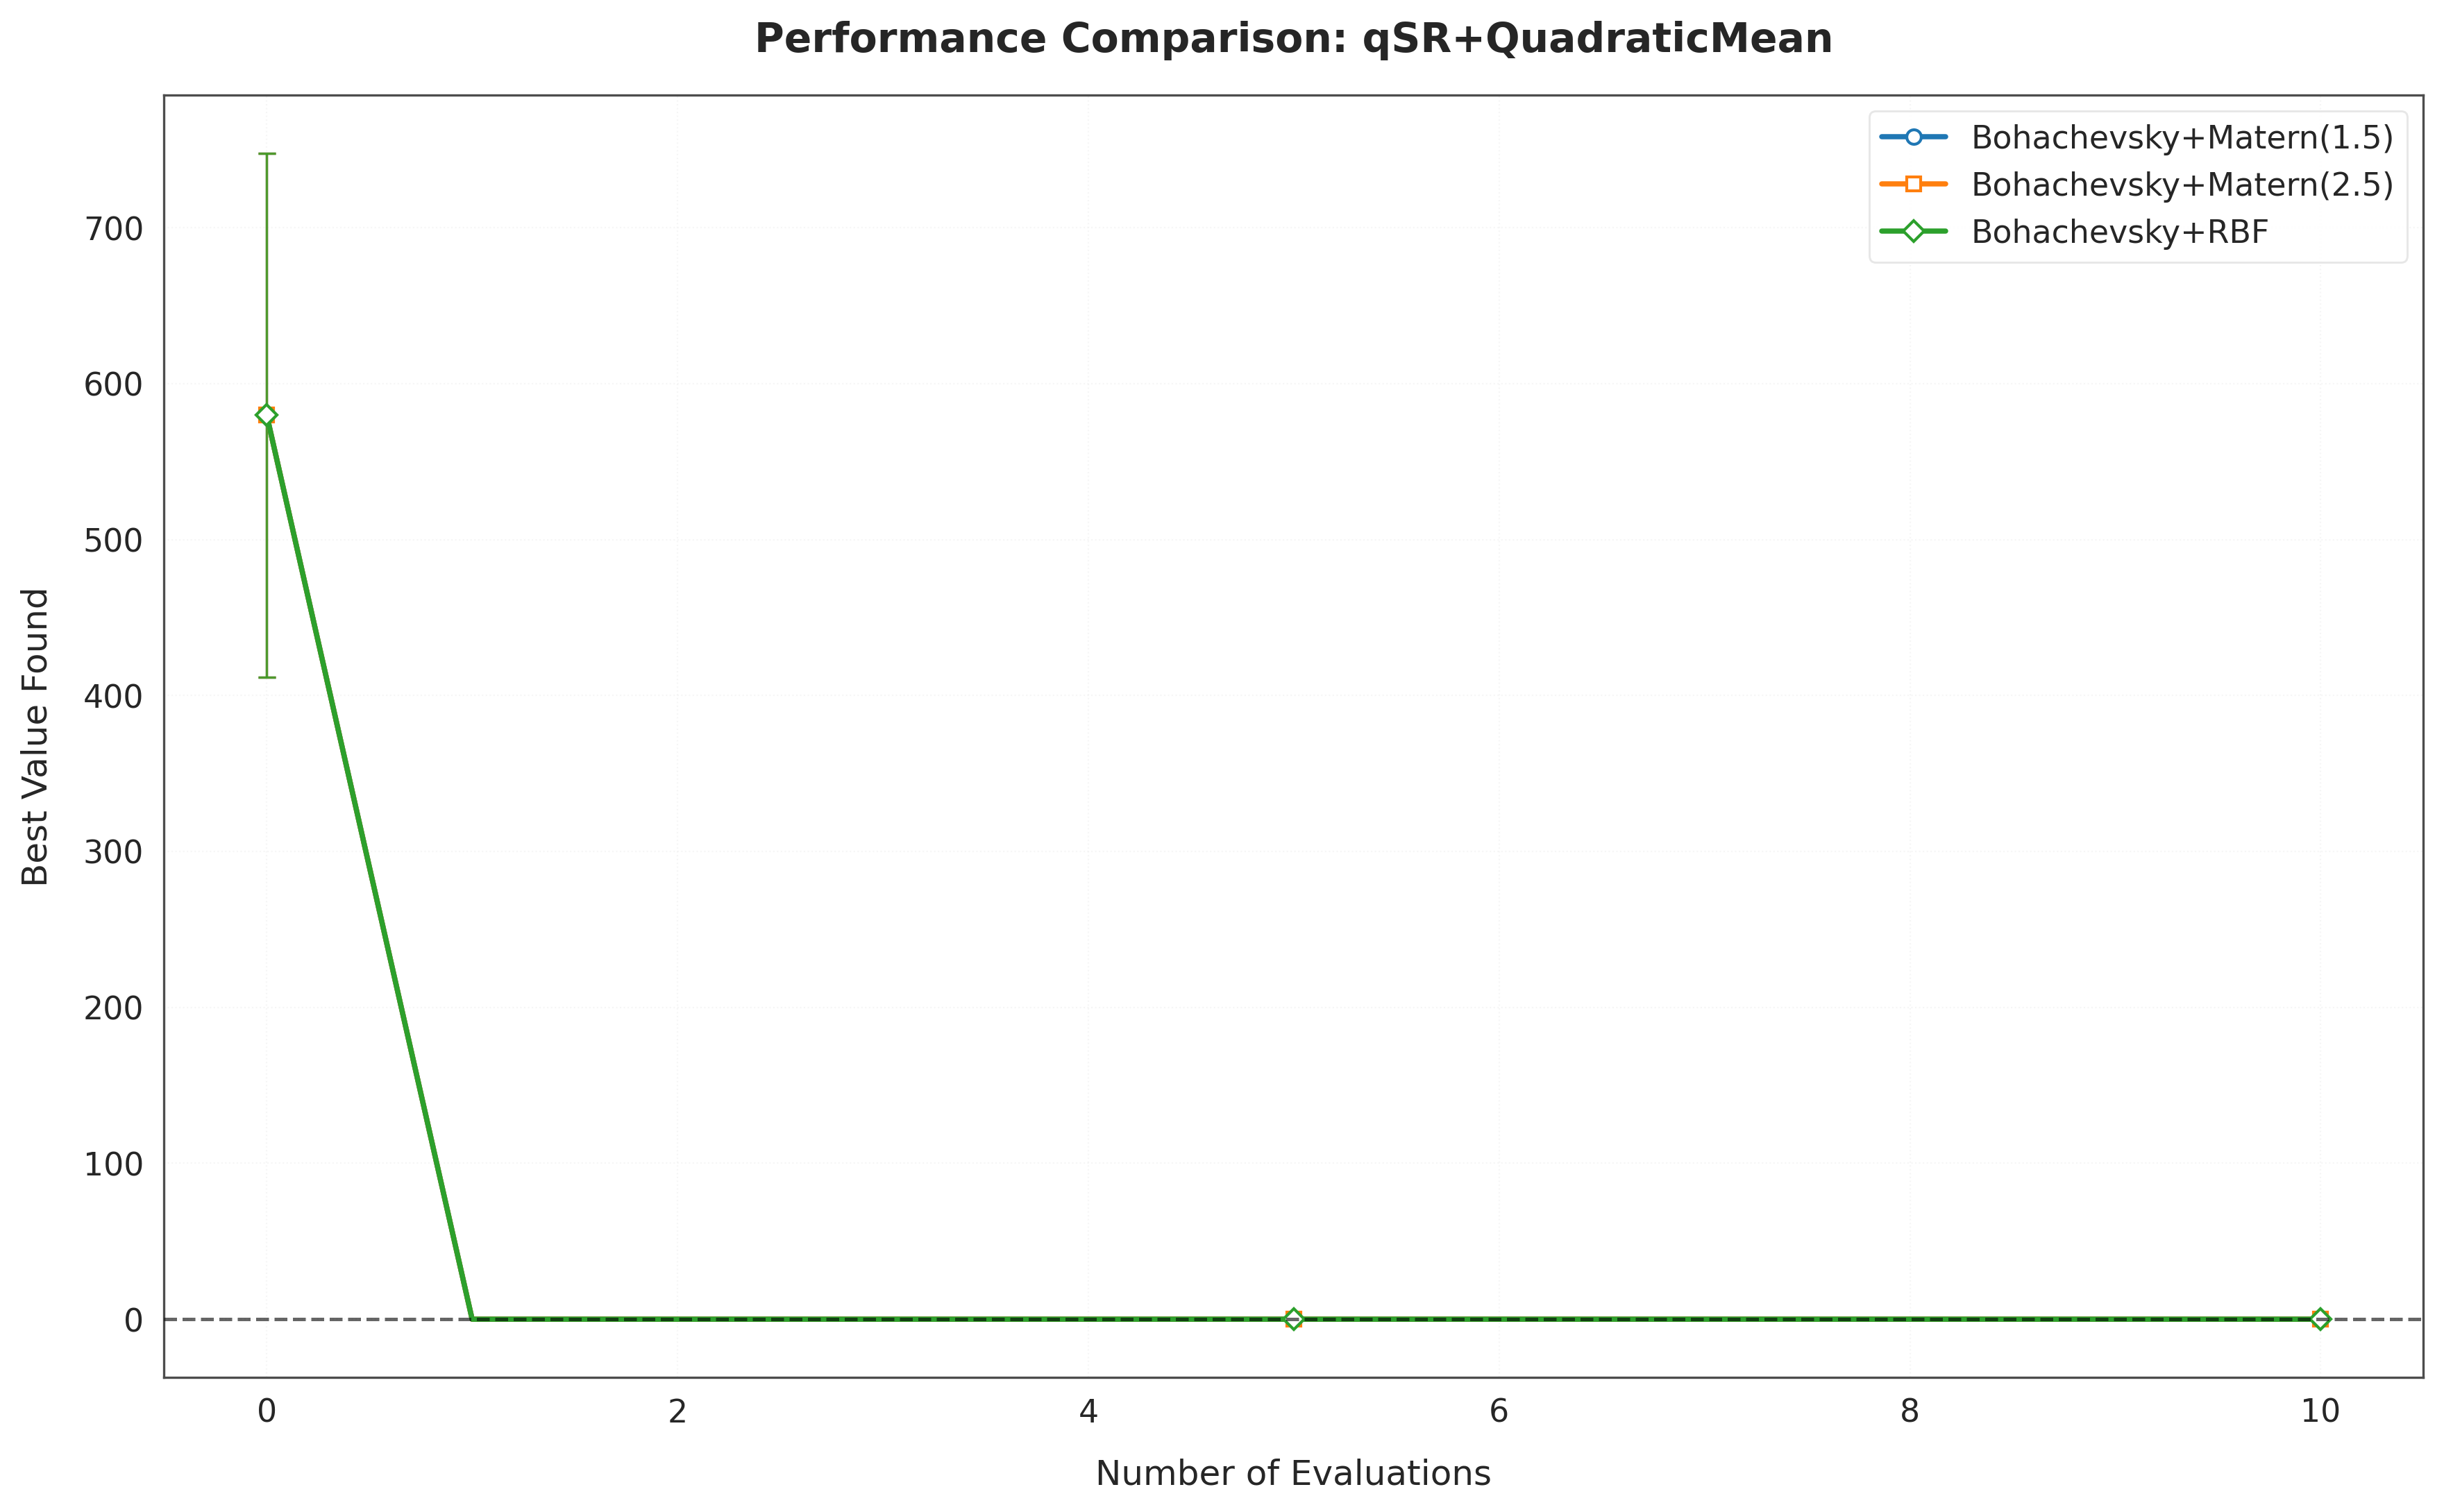 Performance Comparison: qSR+QuadraticMean
Bohachevsky+Matern(1.5)
Bohachevsky+Matern(2.5)
Bohachevsky+RBF
Best Value Found
700
600
500
400
300
200
100
0
0 2 4 6 8 10
Number of Evaluations